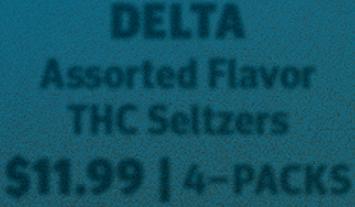 DELTA
Assorted Flavor
THC Seltzers
$11.99 | 4-PACKS